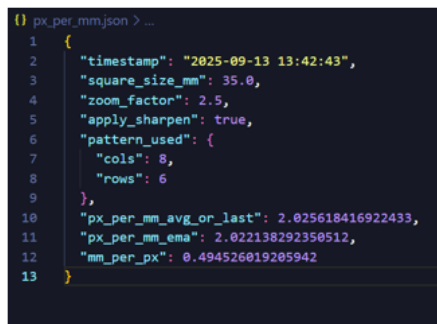 {} px_per_mm.json > ...
1 {
2 "timestamp": "2025-09-13 13:42:43",
3 "square_size_mm": 35.0,
4 "zoom_factor": 2.5,
5 "apply_sharpen": true,
6 "pattern_used": {
7 "cols": 8,
8 "rows": 6
9 },
10 "px_per_mm_avg_or_last": 2.025618416922433,
11 "px_per_mm_ema": 2.022138292350512,
12 "mm_per_px": 0.494526019205942
13 }